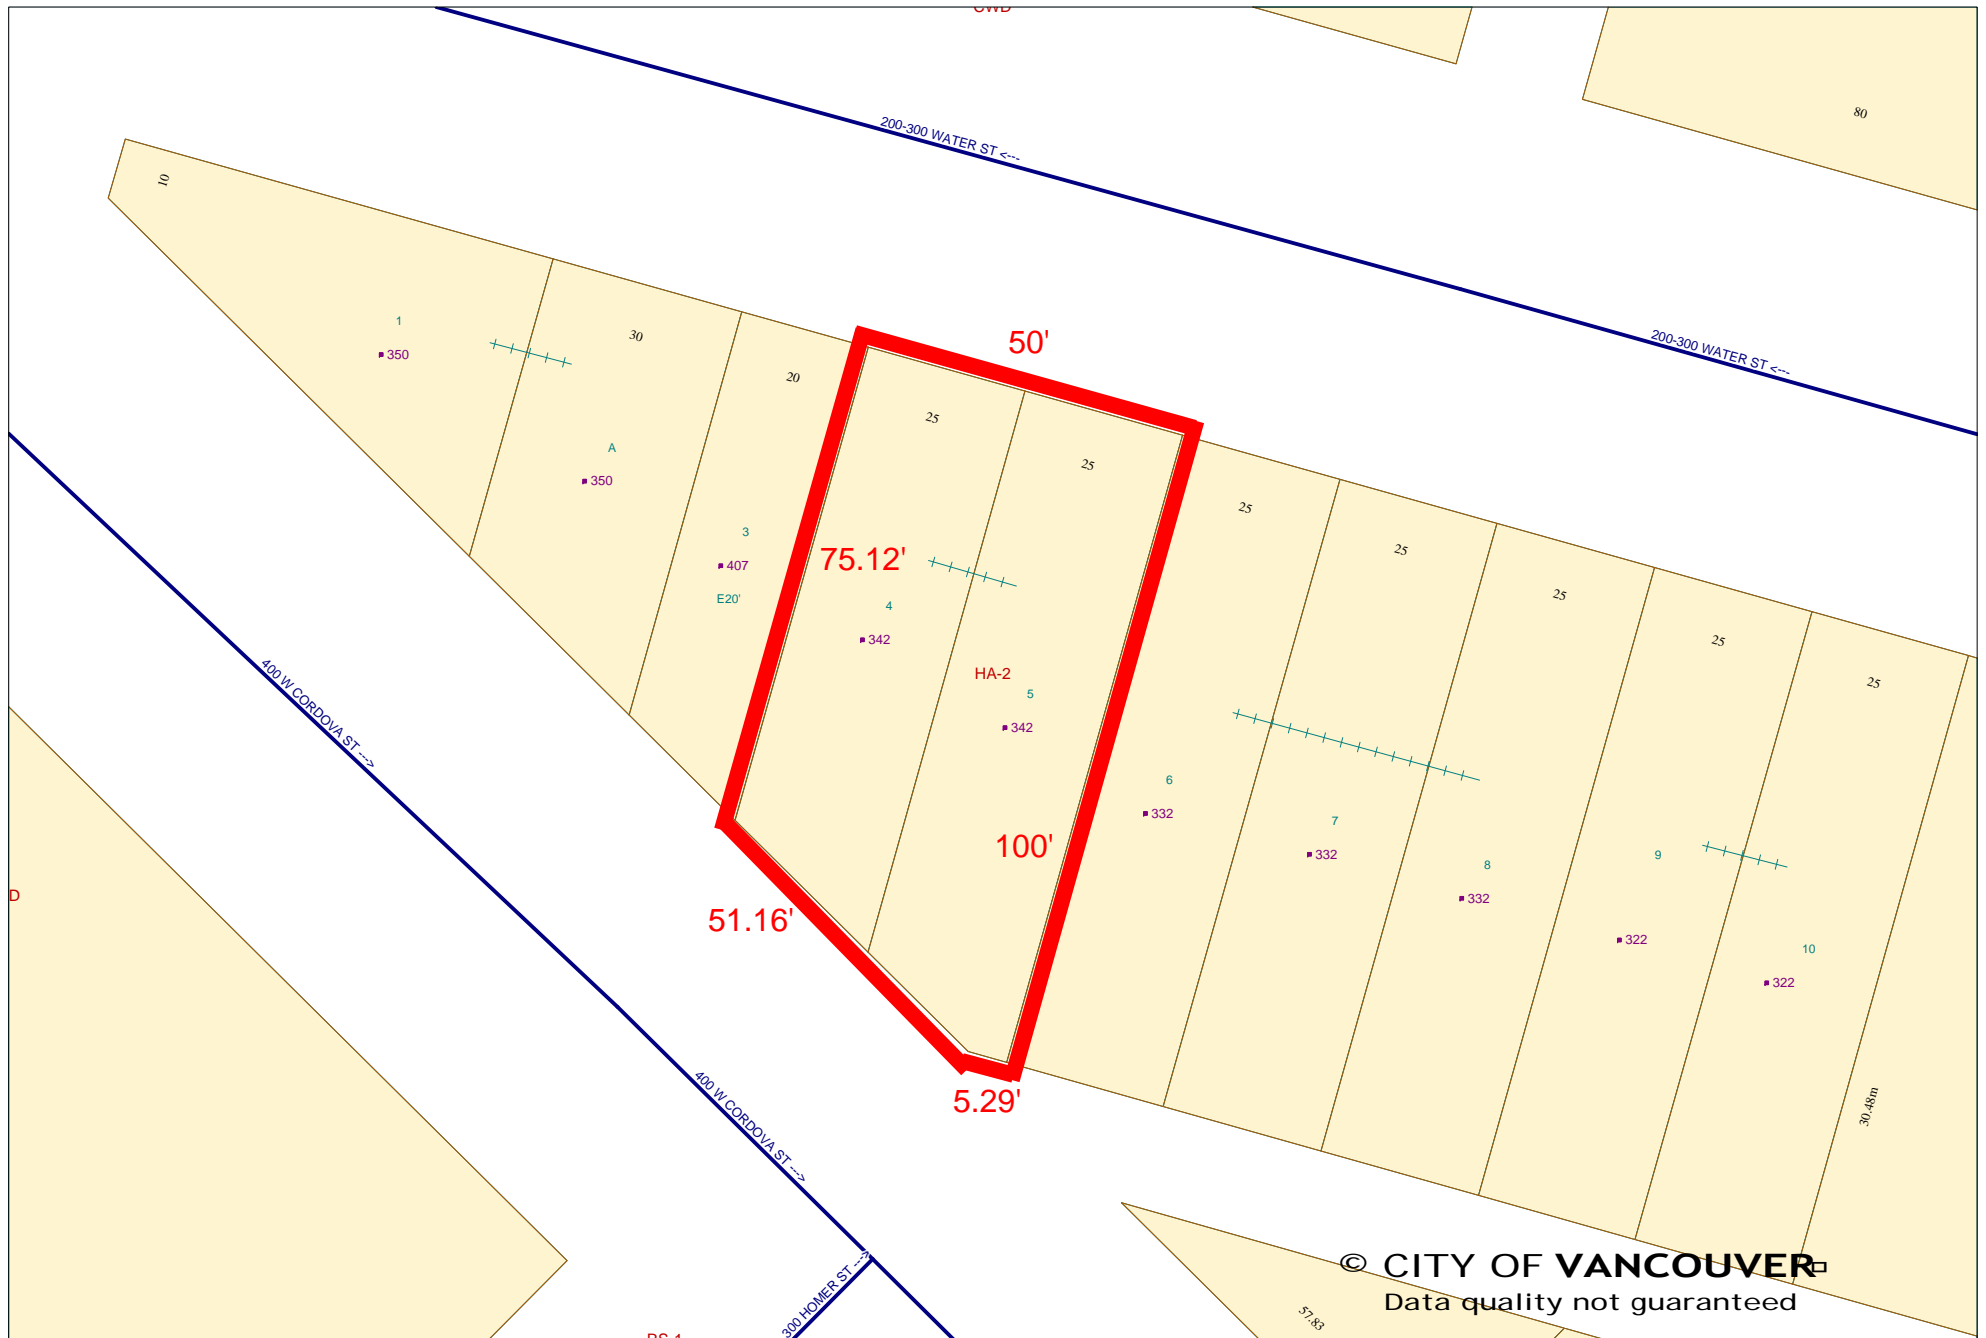 CWD
80
200-300 WATER ST <---
10
200-300 WATER ST <---
1
350
30
50'
20
25
25
A
350
25
25
25
25
25
3
407
E20'
75.12'
4
342
HA-2
5
342
400 W CORDOVA ST --->
6
332
7
332
8
332
9
322
10
322
100'
D
51.16'
5.29'
400 W CORDOVA ST --->
30.48m
300 HOMER ST --->
57.83
© CITY OF VANCOUVER
Data quality not guaranteed